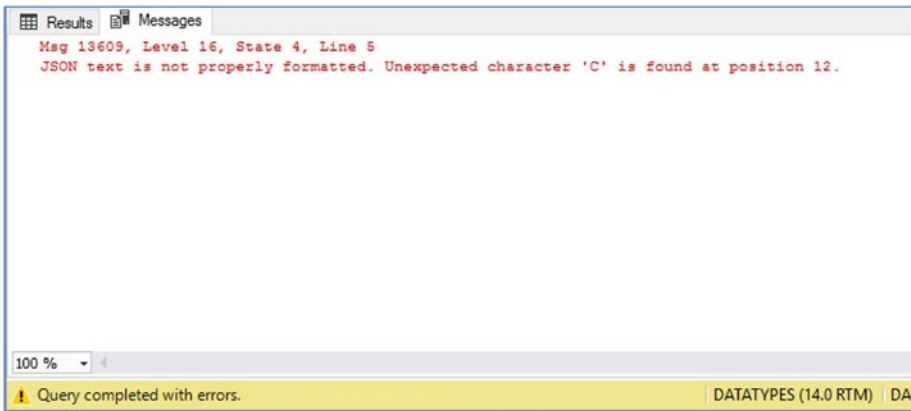 Results Messages
Msg 13609, Level 16, State 4, Line 5
JSON text is not properly formatted. Unexpected character 'C' is found at position 12.
100 %
Query completed with errors. DATATYPES (14.0 RTM) DA